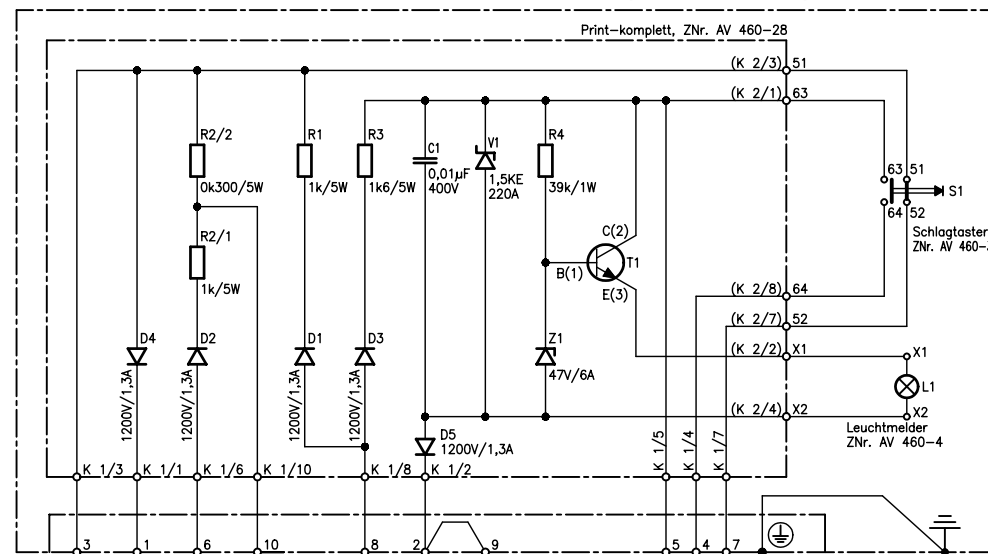 Print-komplett, ZNr. AV 460-28
(K 2/3) 51
(K 2/1) 63
R2/2
0k300/5W
R1
1k/5W
R3
1k6/5W
C1
0,01µF
400V
V1
1,5KE
220A
R4
39k/1W
63 51
S1
64 52
Schlagtaster
ZNr. AV 460-3
C(2)
B(1)
T1
E(3)
R2/1
1k/5W
(K 2/8) 64
(K 2/7) 52
(K 2/2) X1
(K 2/4) X2
D4
1200V/1,3A
D2
1200V/1,3A
D1
1200V/1,3A
D3
1200V/1,3A
Z1
47V/6A
X1
L1
X2
Leuchtmelder
ZNr. AV 460-4
D5
1200V/1,3A
K 1/3 K 1/1 K 1/6 K 1/10 K 1/8 K 1/2
K 1/5
K 1/4
K 1/7
3 1 6 10 8 2 9 5 4 7